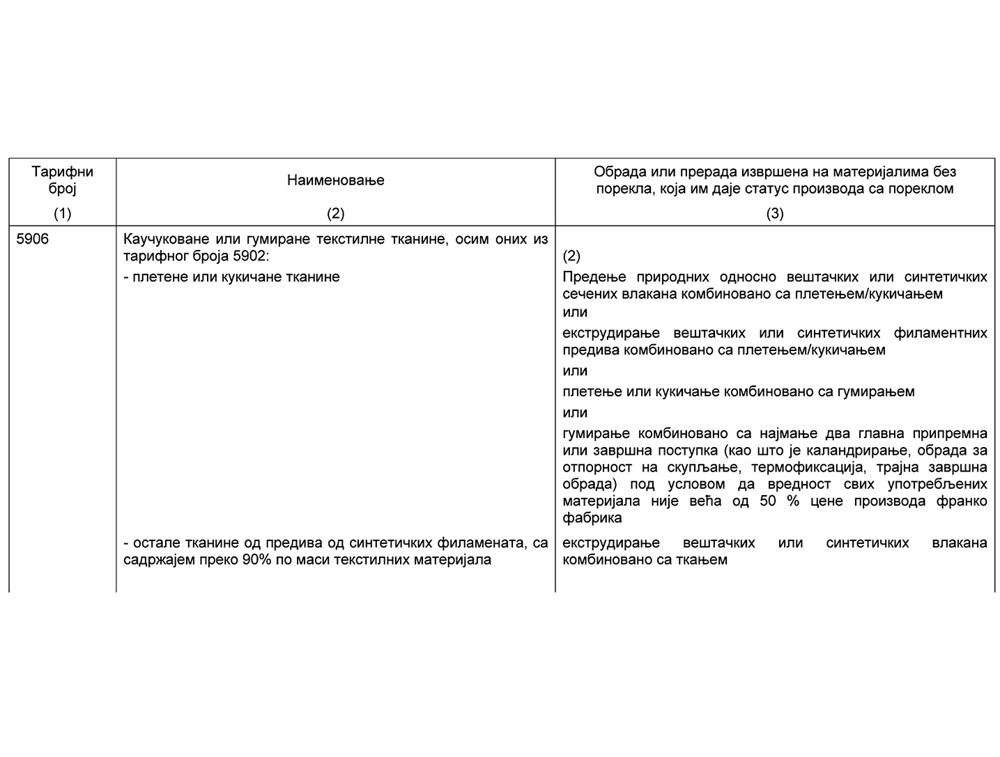 Тарифни
број
(1)
Наименовање
(2)
Обрада или прерада извршена на материјалима без
порекла, која им даје статус производа са пореклом
(3)
5906
Каучуковане или гумиране текстилне тканине, осим оних из
тарифног броја 5902:
(2)
- плетене или кукичане тканине
Предење природних односно вештачких или синтетичких
сечених влакана комбиновано са плетењем/кукичањем
или
екструдирање вештачких или синтетичких филаментних
предива комбиновано са плетењем/кукичањем
или
плетење или кукичање комбиновано са гумирањем
или
гумирање комбиновано са најмање два главна припремна
или завршна поступка (као што је каландрирање, обрада за
отпорност на скупљање, термофиксација, трајна завршна
обрада) под условом да вредност свих употребљених
материјала није већа од 50 % цене производа франко
фабрика
- остале тканине од предива од синтетичких филамената, са
садржајем преко 90% по маси текстилних материјала
екструдирање вештачких или синтетичких влакана
комбиновано са ткањем